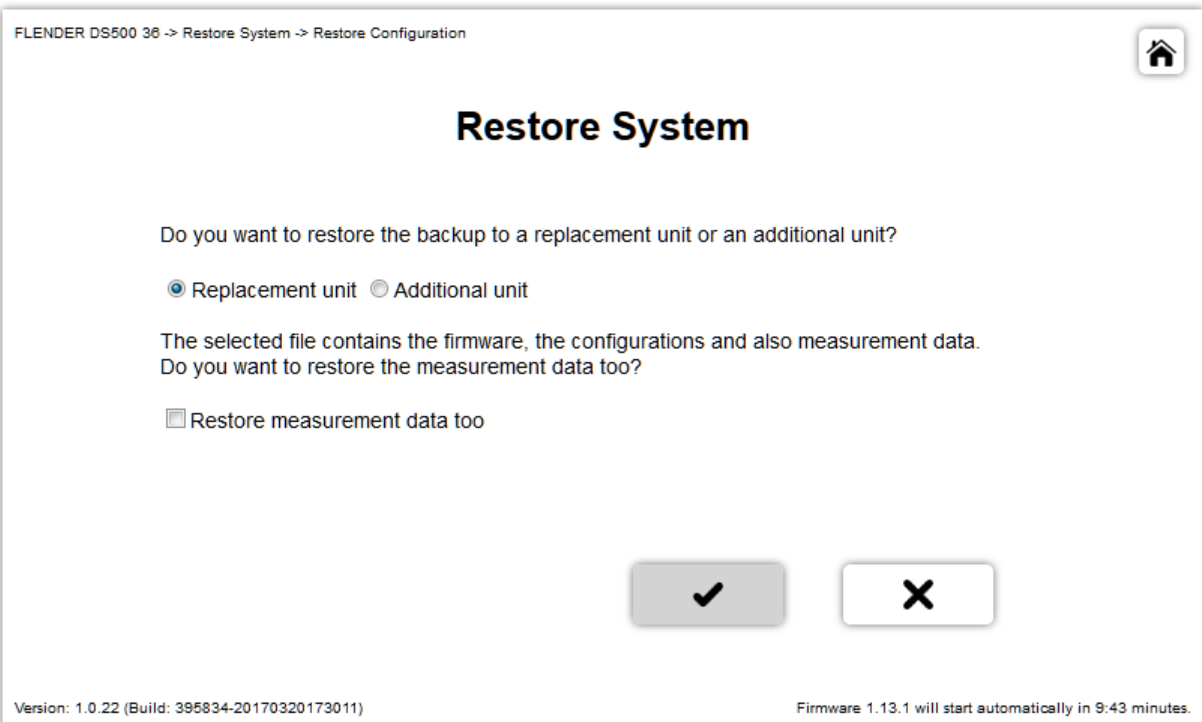 FLENDER DS500 36 -> Restore System -> Restore Configuration
Restore System
Do you want to restore the backup to a replacement unit or an additional unit?
Replacement unit Additional unit
The selected file contains the firmware, the configurations and also measurement data.
Do you want to restore the measurement data too?
Restore measurement data too
Version: 1.0.22 (Build: 395834-20170320173011) Firmware 1.13.1 will start automatically in 9:43 minutes.